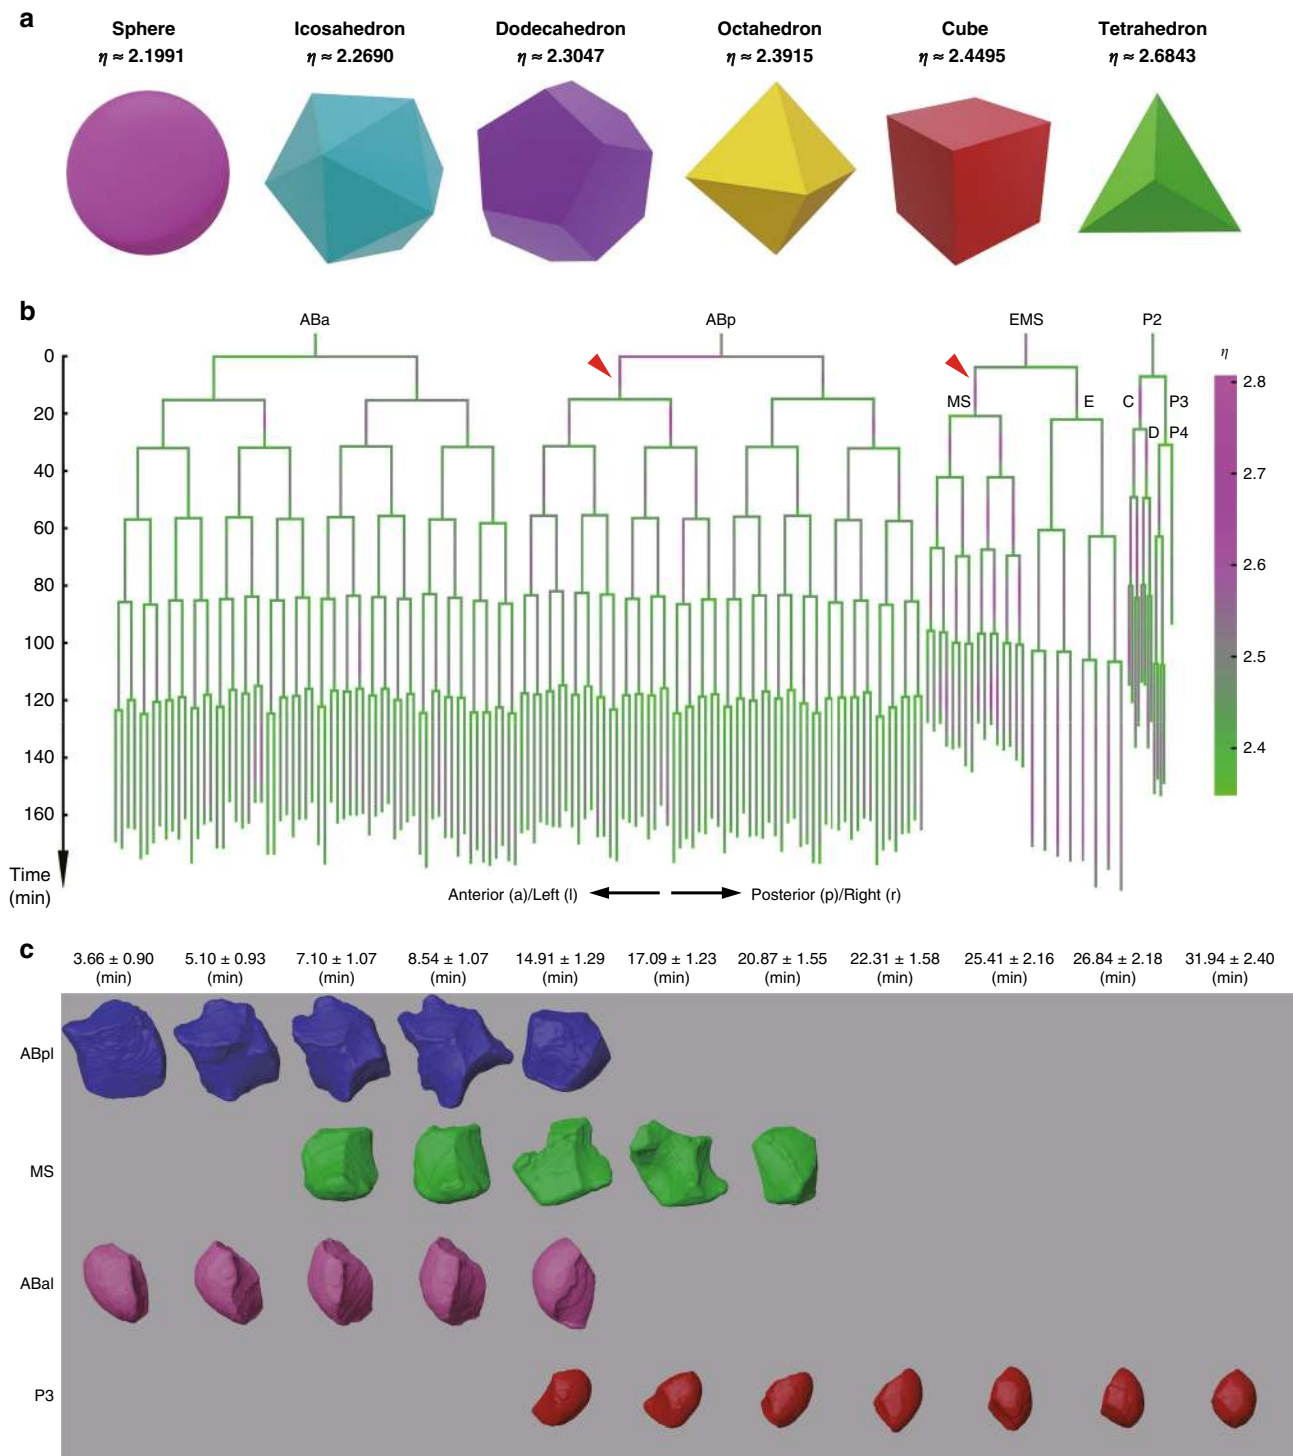 a
Sphere Icosahedron Dodecahedron Octahedron Cube Tetrahedron
η ≈ 2.1991 η ≈ 2.2690 η ≈ 2.3047 η ≈ 2.3915 η ≈ 2.4495 η ≈ 2.6843
b
ABa ABp EMS P2
MS E C P3
D P4
0
20
40
60
80
100
120
140
160
Time
(min)
η
2.8
2.7
2.6
2.5
2.4
Anterior (a)/Left (l) Posterior (p)/Right (r)
c
3.66 ± 0.90 5.10 ± 0.93 7.10 ± 1.07 8.54 ± 1.07 14.91 ± 1.29 17.09 ± 1.23 20.87 ± 1.55 22.31 ± 1.58 25.41 ± 2.16 26.84 ± 2.18 31.94 ± 2.40
(min) (min) (min) (min) (min) (min) (min) (min) (min) (min) (min)
ABpl
MS
ABal
P3